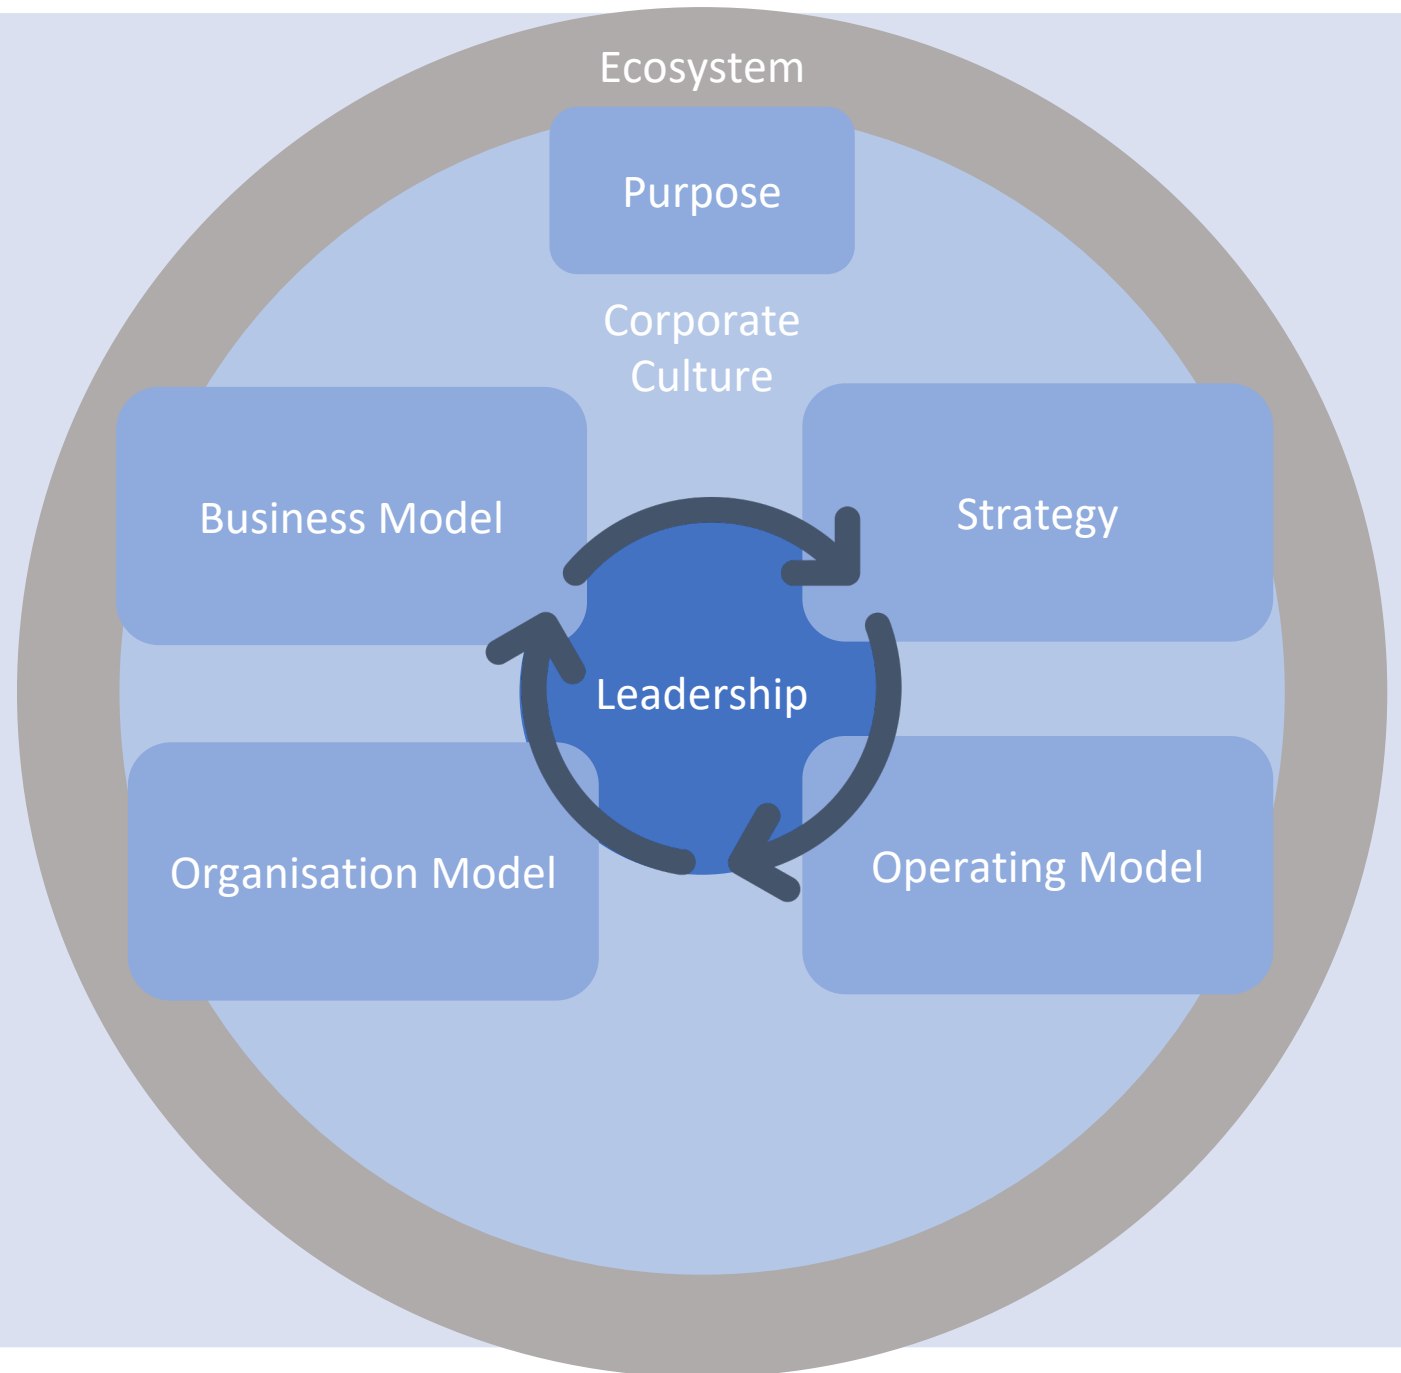 Ecosystem
Purpose
Corporate
Culture
Business Model
Strategy
Leadership
Organisation Model
Operating Model